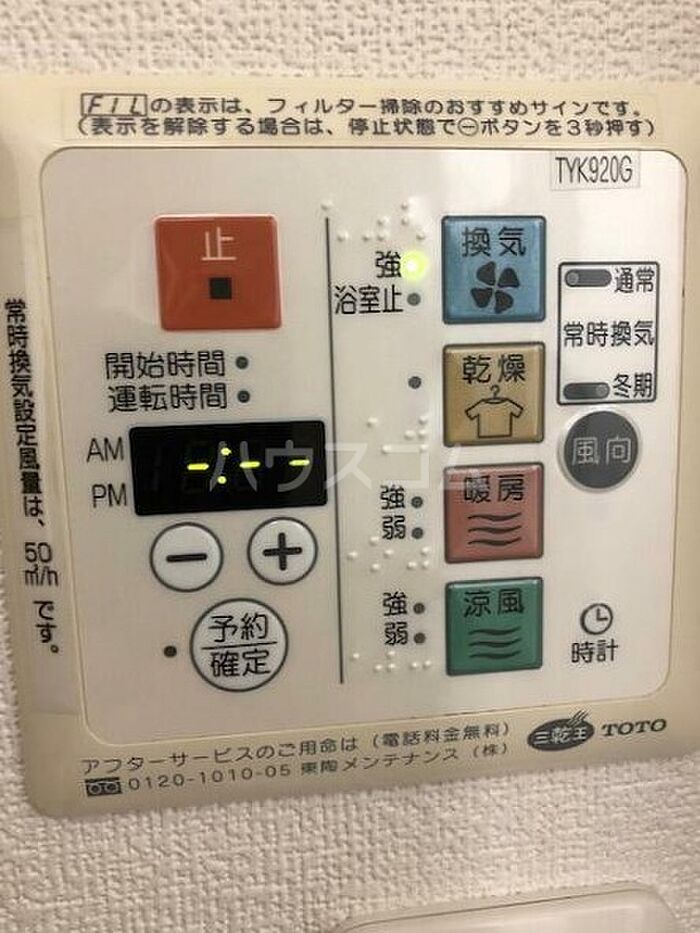 FILの表示は、フィルター掃除のおすすめサインです。
(表示を解除する場合は、停止状態で⊖ボタンを3秒押す)
TYK920G
止
換気
強
浴室止
通常
常時換気
冬期
開始時間
運転時間
乾燥
風向
AM
PM
-:--
ハウスコム
暖房
強
弱
予約
確定
涼風
強
弱
時計
常時換気設定風量は、50㎥/h です。
アフターサービスのご用命は(電話料金無料)
0120-1010-05 東陶メンテナンス(株)
三乾王 TOTO